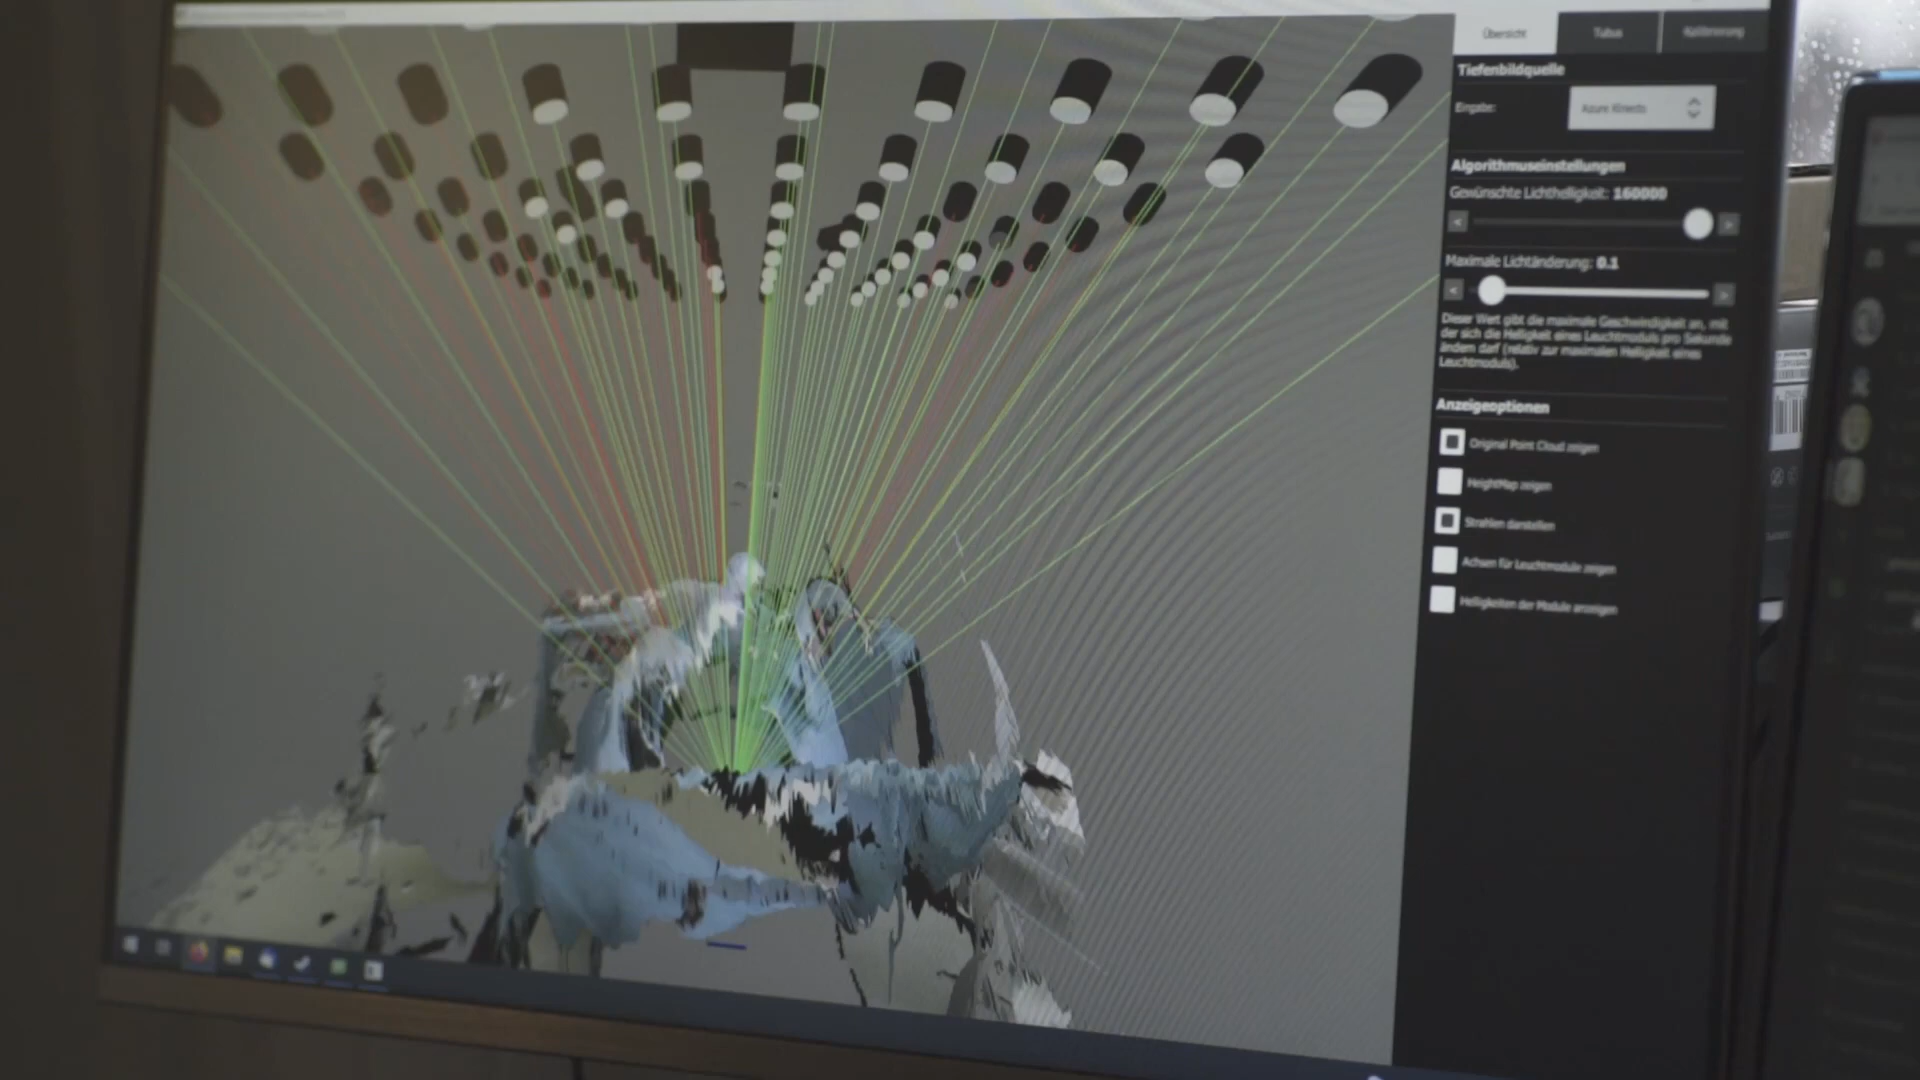 Übersicht
Tubus
Kalibrierung
Tiefenbildquelle
Eingabe:
Azure Kinects
Algorithmuseinstellungen
Gewünschte Lichthelligkeit: 160000
<
>
Maximale Lichtänderung: 0.1
<
>
Dieser Wert gibt die maximale Geschwindigkeit an, mit
der sich die Helligkeit eines Leuchtmoduls pro Sekunde
ändern darf (relativ zur maximalen Helligkeit eines
Leuchtmoduls).
Anzeigeoptionen
Original Point Cloud zeigen
HeightMap zeigen
Strahlen darstellen
Achsen für Leuchtmodule zeigen
Helligkeiten der Module anzeigen